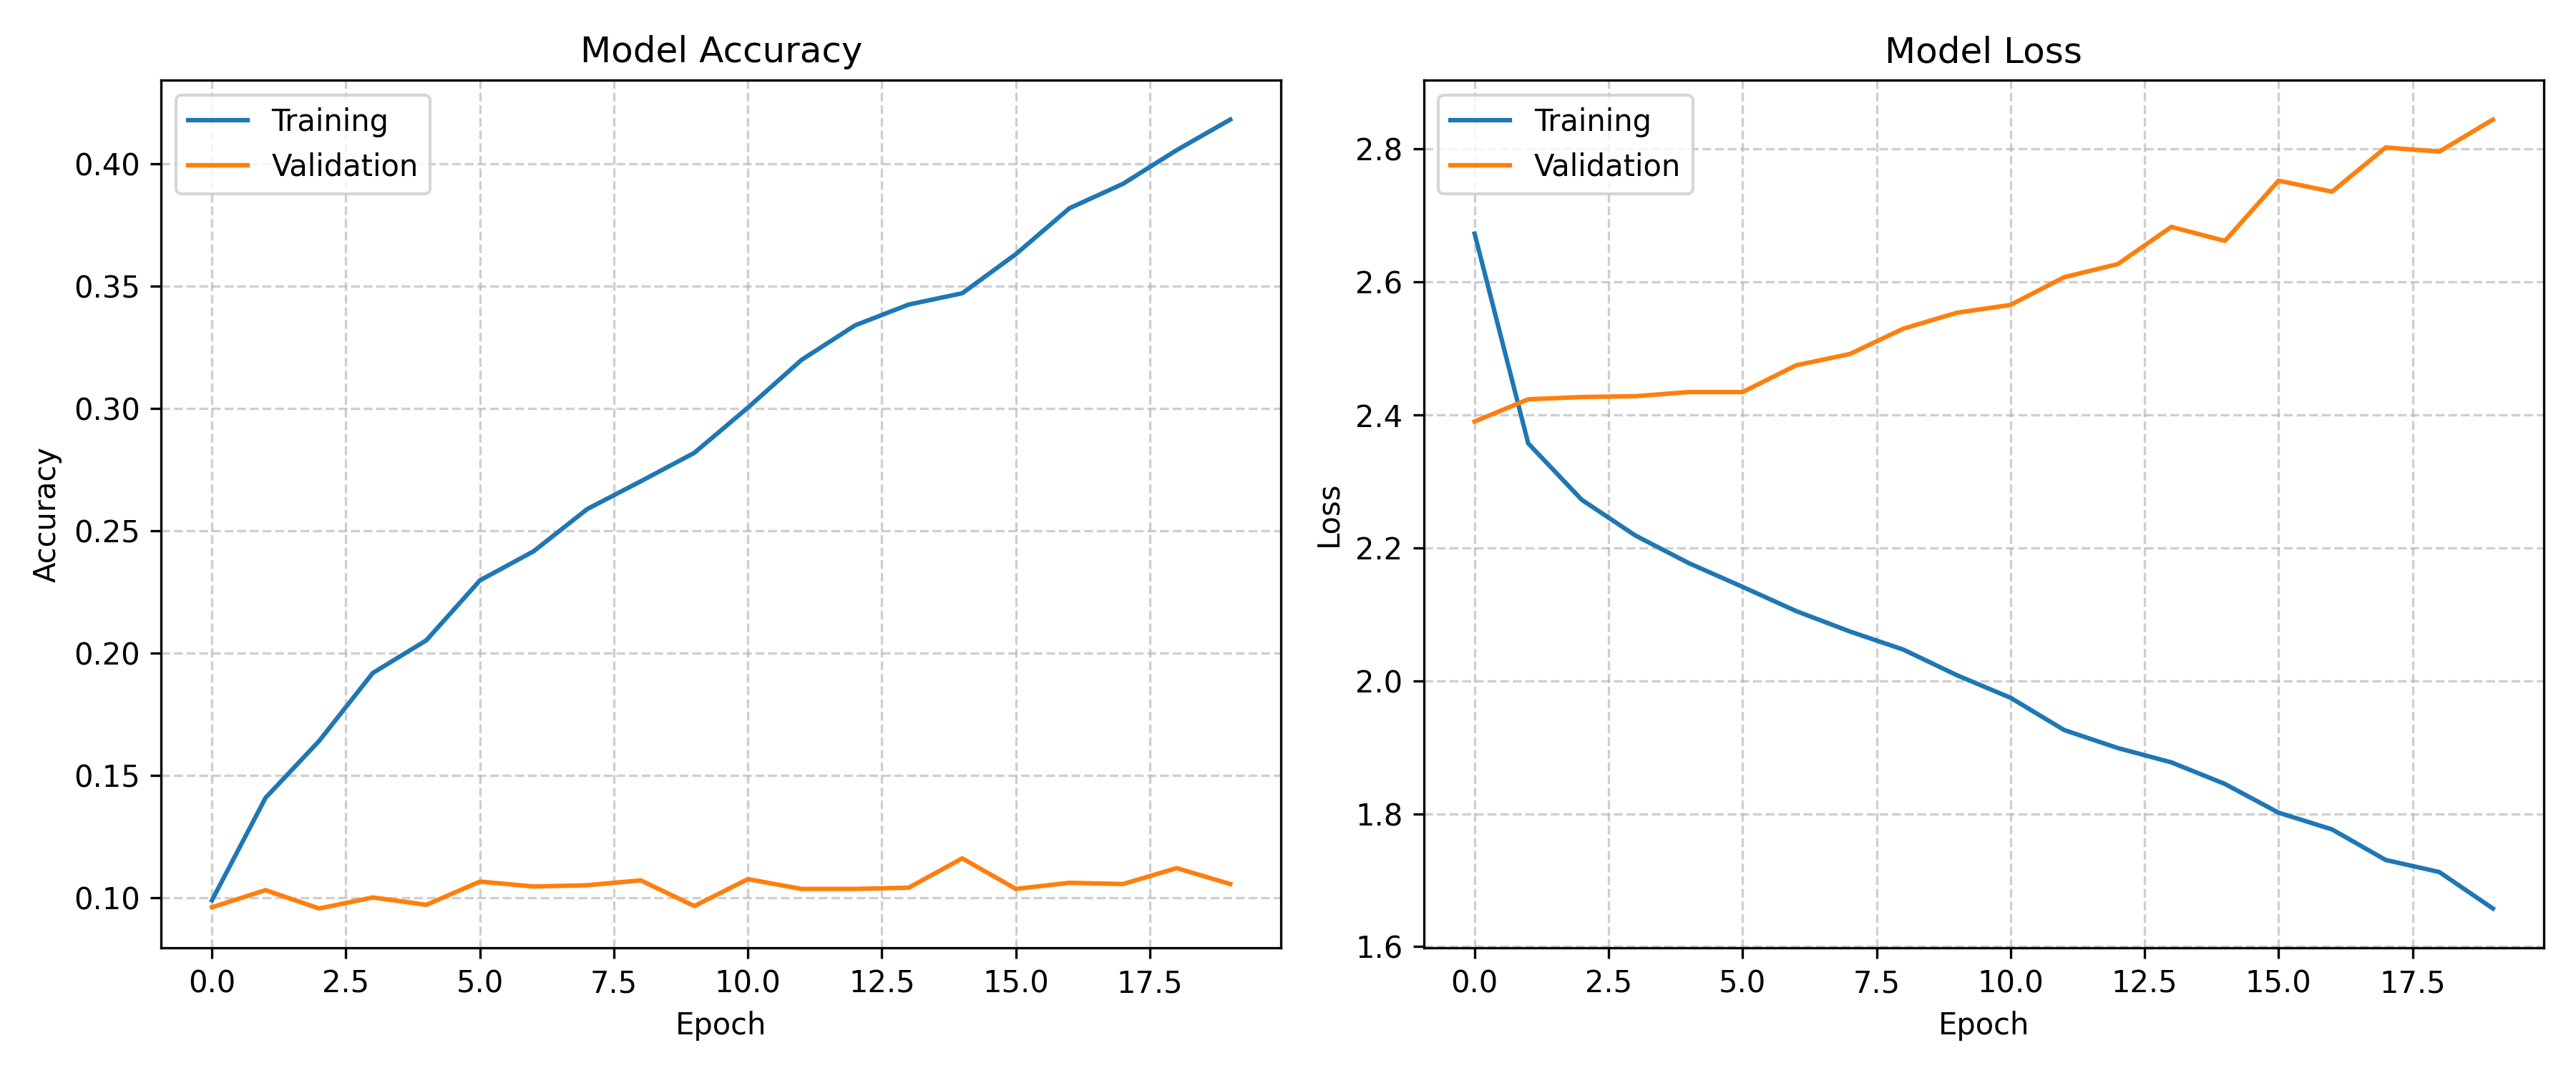 Model Accuracy
Training
Validation
0.40
0.35
0.30
0.25
0.20
0.15
0.10
Accuracy
0.0 2.5 5.0 7.5 10.0 12.5 15.0 17.5
Epoch
Model Loss
Training
Validation
2.8
2.6
2.4
2.2
2.0
1.8
1.6
Loss
0.0 2.5 5.0 7.5 10.0 12.5 15.0 17.5
Epoch